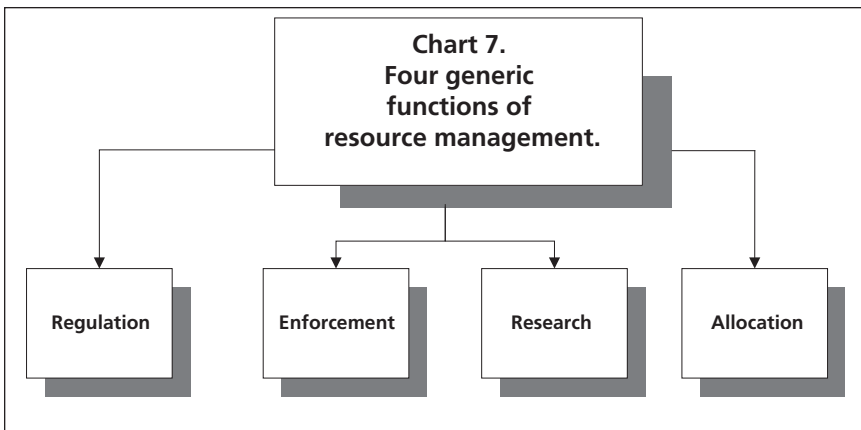 Chart 7.
Four generic
functions of
resource management.
Regulation
Enforcement
Research
Allocation